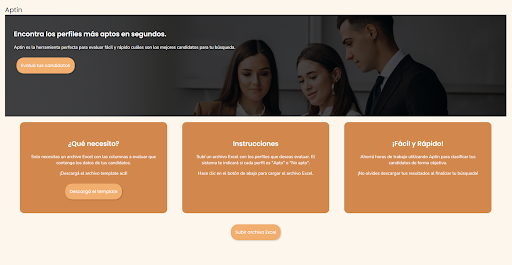 Aptin
Encontra los perfiles más aptos en segundos.
Aptin es la herramienta perfecta para evaluar fácil y rápido cuáles son los mejores candidatos para tu búsqueda.
Evaluá tus candidatos
¿Qué necesito?
Solo necesitas un archivo Excel con las columnas a evaluar que
contenga los datos de tus candidatos.
¡Descargá el archivo template acá!
Descargá el template
Instrucciones
Subí un archivo Excel con los perfiles que deseas evaluar. El
sistema te indicará si cada perfil es "Apto" o "No apto".
Hace clic en el botón de abajo para cargar el archivo Excel.
¡Fácil y Rápido!
Ahorrá horas de trabajo utilizando Aptin para clasificar tus
candidatos de forma objetiva.
¡No olvides descargar tus resultados al finalizar tu búsqueda!
Subir archivo Excel